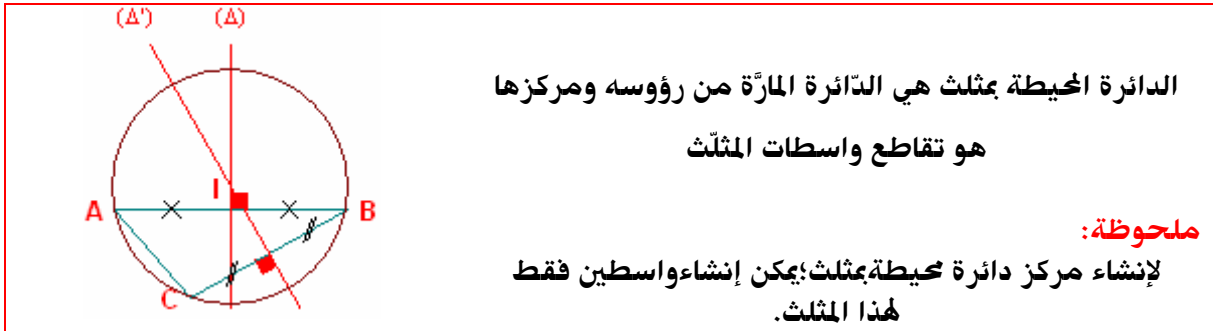 (Δ') (Δ)
الدائرة المحيطة بمثلث هي الدّائرة المارَّة من رؤوسه ومركزها
هو تقاطع واسطات المثلّث
I
A B
ملحوظة:
لإنشاء مركز دائرة محيطةبمثلث؛يمكن إنشاءواسطين فقط
لهذا المثلث.
C